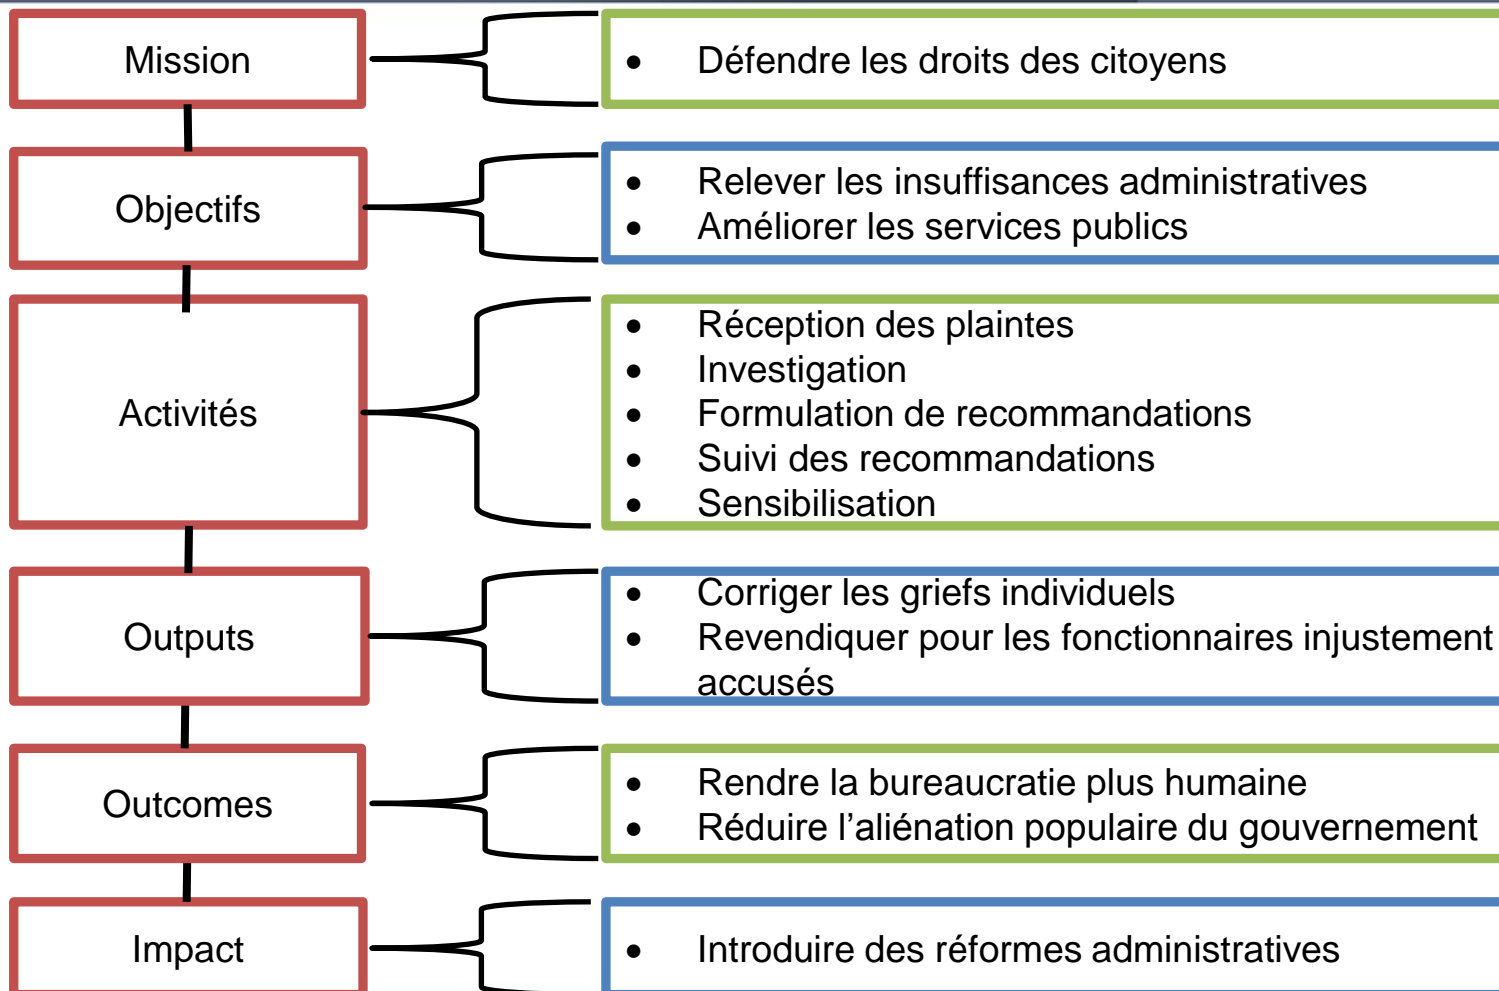 Mission
• Défendre les droits des citoyens
Objectifs
• Relever les insuffisances administratives
• Améliorer les services publics
Activités
• Réception des plaintes
• Investigation
• Formulation de recommandations
• Suivi des recommandations
• Sensibilisation
Outputs
• Corriger les griefs individuels
• Revendiquer pour les fonctionnaires injustement
accusés
Outcomes
• Rendre la bureaucratie plus humaine
• Réduire l’aliénation populaire du gouvernement
Impact
• Introduire des réformes administratives